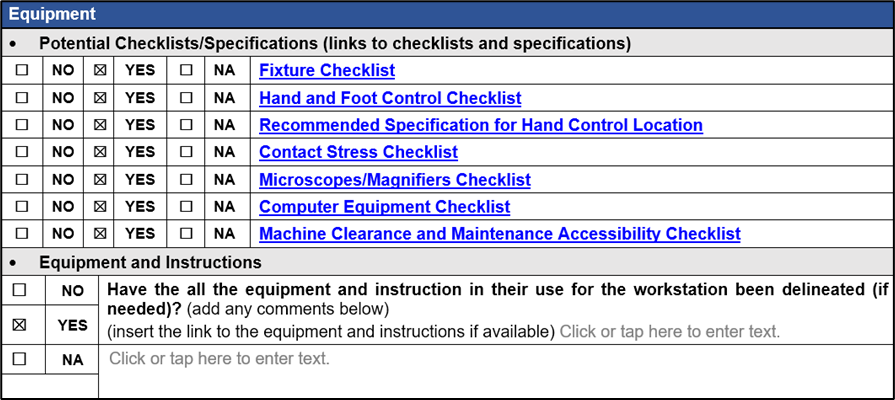 Equipment
• Potential Checklists/Specifications (links to checklists and specifications)
☐ NO ☒ YES ☐ NA Fixture Checklist
☐ NO ☒ YES ☐ NA Hand and Foot Control Checklist
☐ NO ☒ YES ☐ NA Recommended Specification for Hand Control Location
☐ NO ☒ YES ☐ NA Contact Stress Checklist
☐ NO ☒ YES ☐ NA Microscopes/Magnifiers Checklist
☐ NO ☒ YES ☐ NA Computer Equipment Checklist
☐ NO ☒ YES ☐ NA Machine Clearance and Maintenance Accessibility Checklist
• Equipment and Instructions
☐ NO Have the all the equipment and instruction in their use for the workstation been delineated (if
needed)? (add any comments below)
☒ YES (insert the link to the equipment and instructions if available) Click or tap here to enter text.
☐ NA Click or tap here to enter text.